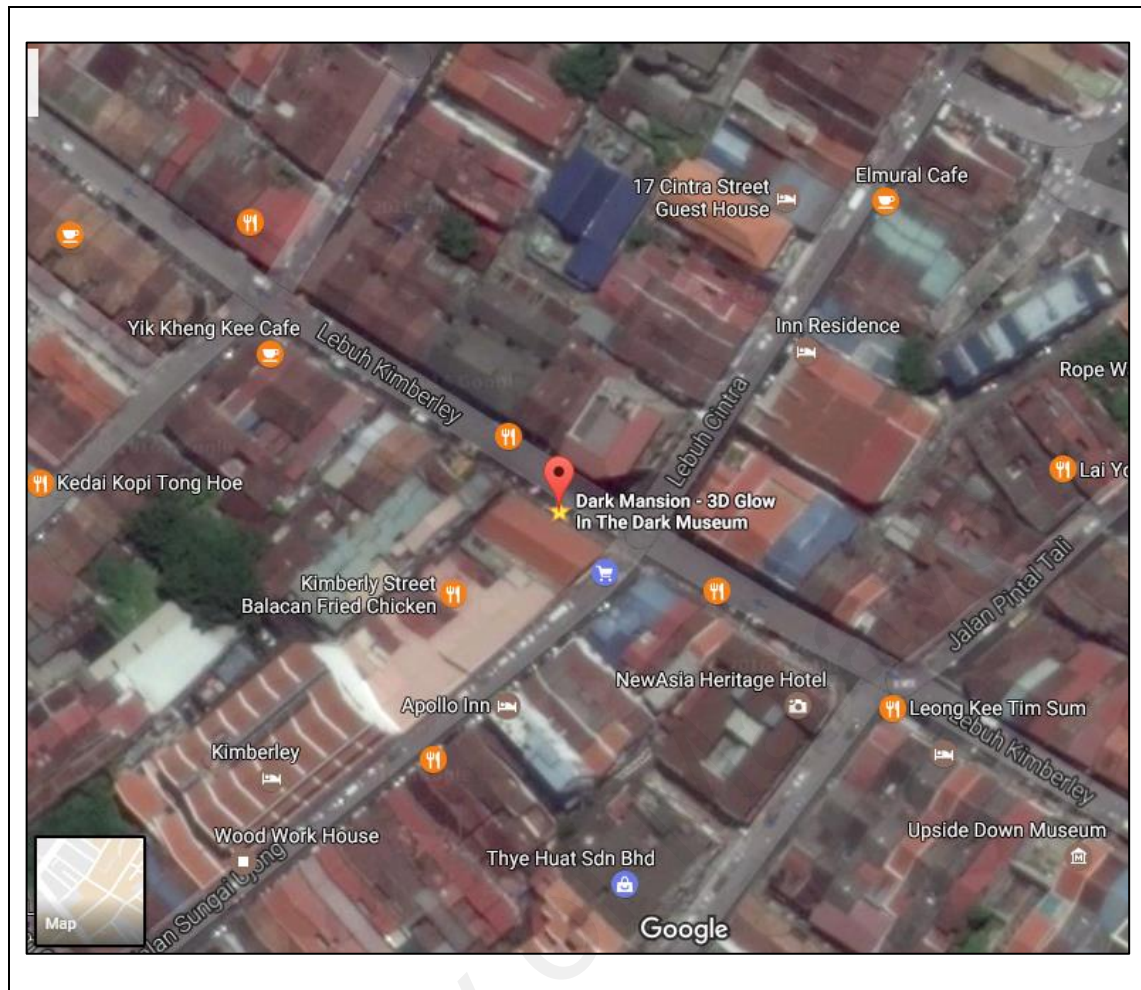 17 Cintra Street
Guest House
Elmural Cafe
Yik Kheng Kee Cafe
Lebuh Kimberley
Inn Residence
Rope W
Lebuh Cintra
Kedai Kopi Tong Hoe
Lai Yo
Dark Mansion - 3D Glow
In The Dark Museum
Kimberly Street
Balacan Fried Chicken
Jalan Pintal Tali
NewAsia Heritage Hotel
Apollo Inn
Leong Kee Tim Sum
Lebuh Kimberley
Kimberley
Wood Work House
Upside Down Museum
Thye Huat Sdn Bhd
Map
alan Sungai Ujong
Google